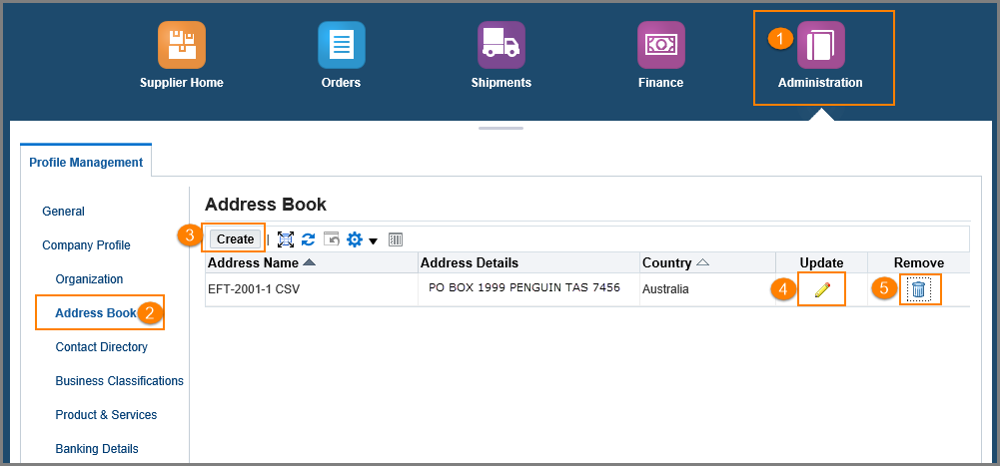 1
Supplier Home Orders Shipments Finance Administration
Profile Management
General
Company Profile
Organization
Address Book 2
Contact Directory
Business Classifications
Product & Services
Banking Details
Address Book
3 Create
Address Name Address Details Country Update Remove
EFT-2001-1 CSV PO BOX 1999 PENGUIN TAS 7456 Australia 4 5